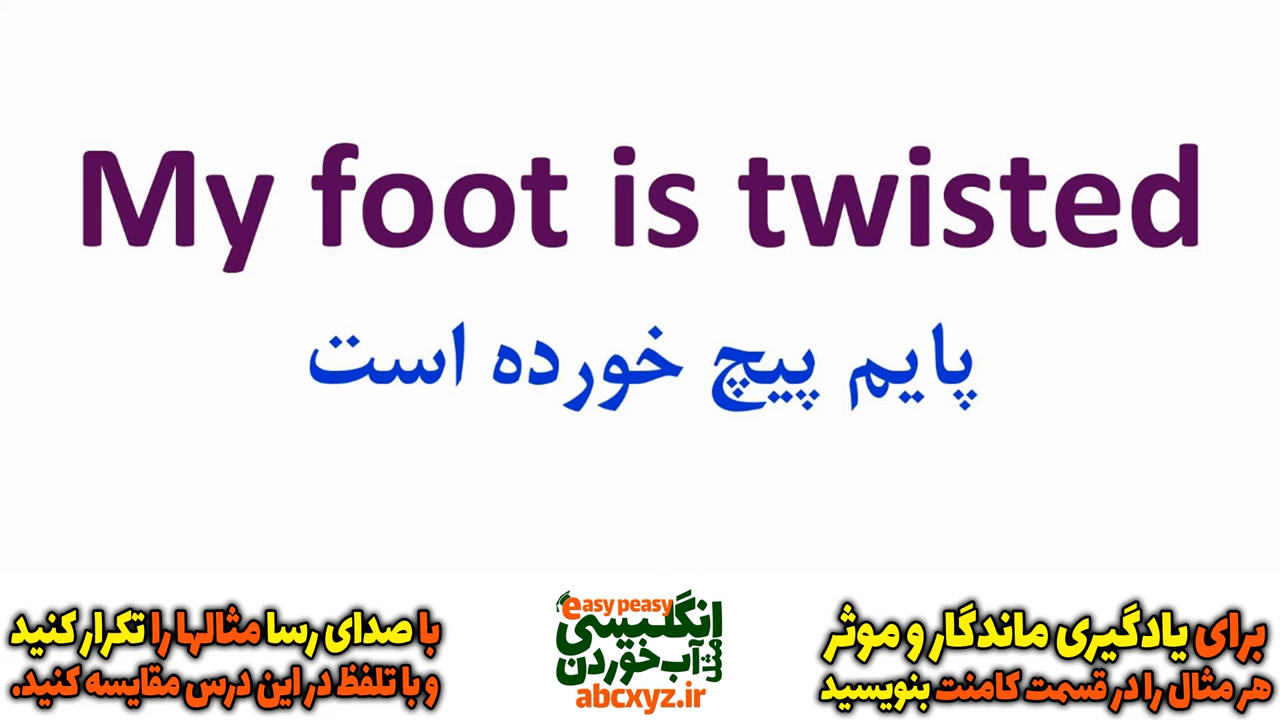 My foot is twisted
پایم پیچ خورده است
برای یادگیری ماندگار و موثر
هر مثال را در قسمت کامنت بنویسید
easy peasy
انگلیسی
مثل
آب خوردن
abcxyz.ir
با صدای رسا مثالها را تکرار کنید
و با تلفظ در این درس مقایسه کنید.